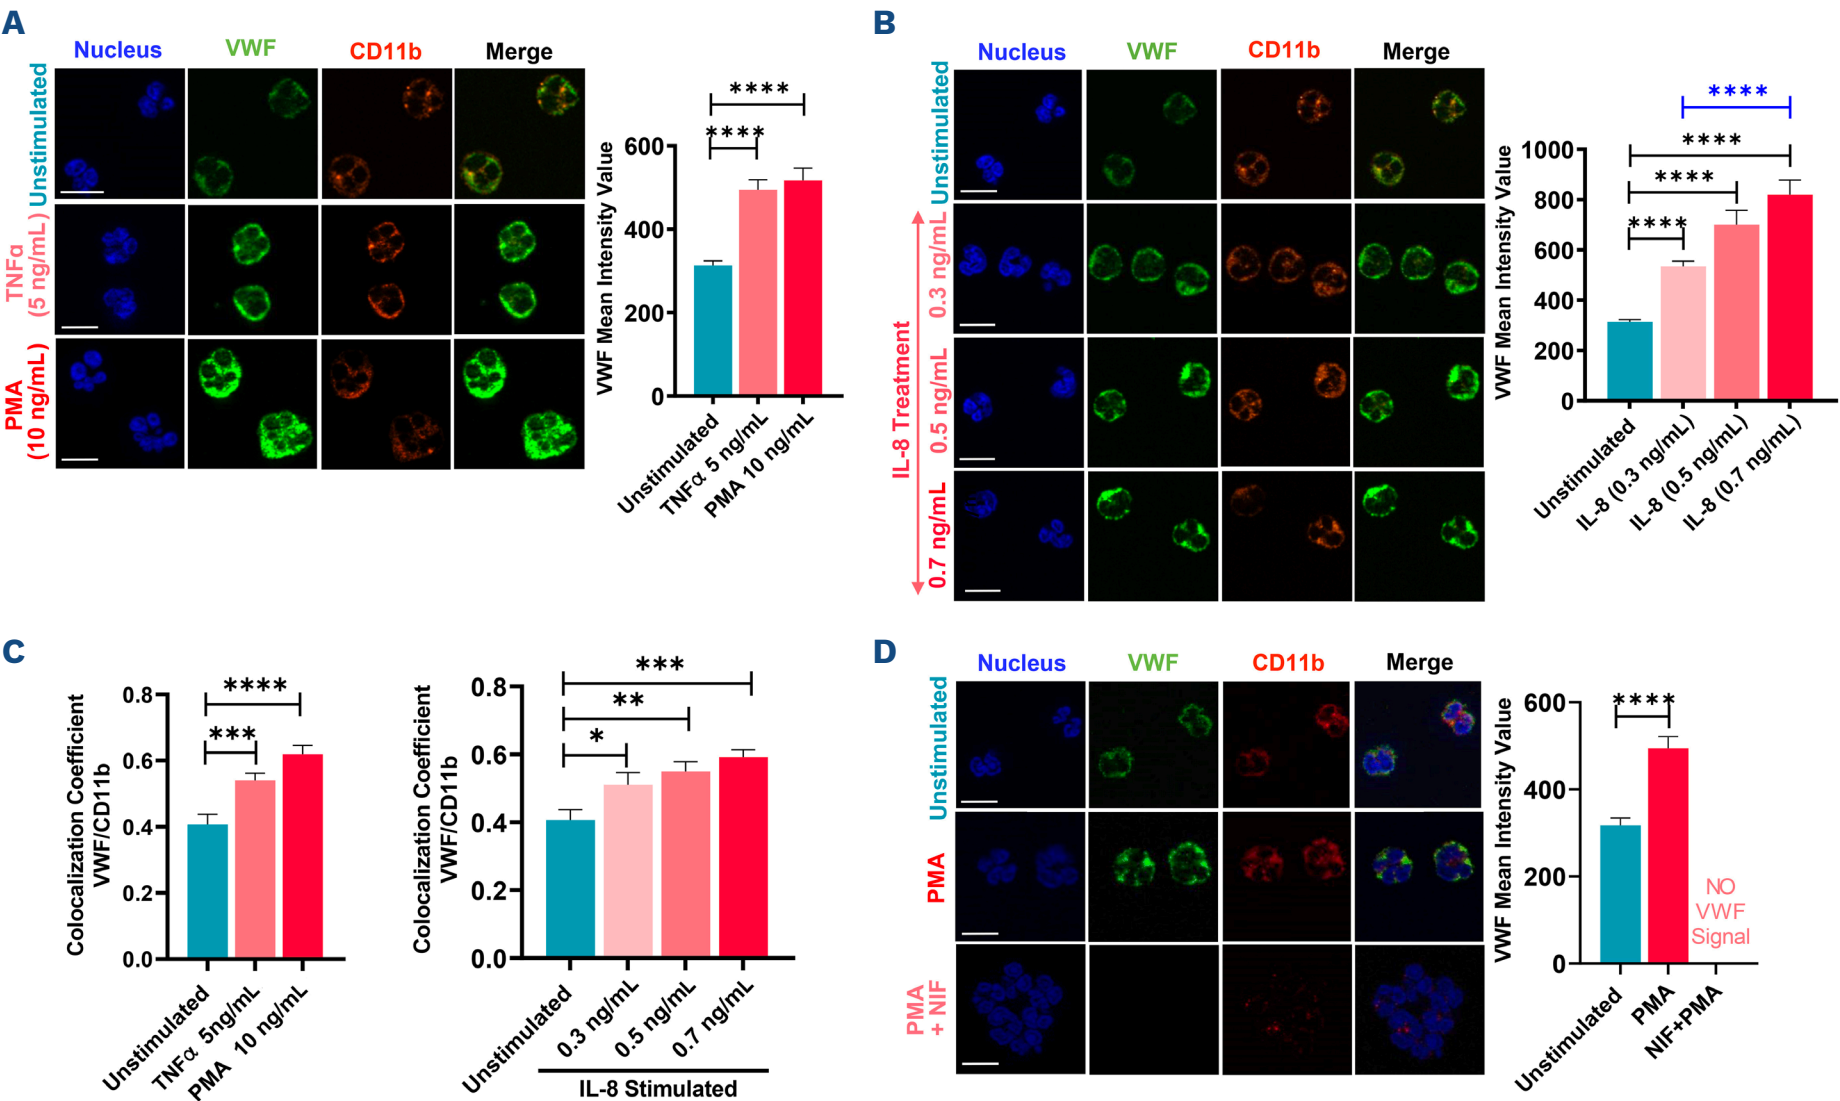 A
Nucleus VWF CD11b Merge
Unstimulated
TNFα
(5 ng/mL)
PMA
(10 ng/mL)
VWF Mean Intensity Value
600
400
200
0
****
****
Unstimulated
TNFα 5 ng/mL
PMA 10 ng/mL
B
Nucleus VWF CD11b Merge
Unstimulated
IL-8 Treatment
0.3 ng/mL
0.5 ng/mL
0.7 ng/mL
VWF Mean Intensity Value
1000
800
600
400
200
0
****
****
****
****
Unstimulated
IL-8 (0.3 ng/mL)
IL-8 (0.5 ng/mL)
IL-8 (0.7 ng/mL)
C
Colocalization Coefficient
VWF/CD11b
0.8
0.6
0.4
0.2
0.0
****
***
Unstimulated
TNFα 5ng/mL
PMA 10 ng/mL
Colocalization Coefficient
VWF/CD11b
0.8
0.6
0.4
0.2
0.0
***
**
*
Unstimulated
0.3 ng/mL
0.5 ng/mL
0.7 ng/mL
IL-8 Stimulated
D
Nucleus VWF CD11b Merge
Unstimulated
PMA
PMA
+ NIF
VWF Mean Intensity Value
600
400
200
0
****
NO
VWF
Signal
Unstimulated
PMA
NIF+PMA